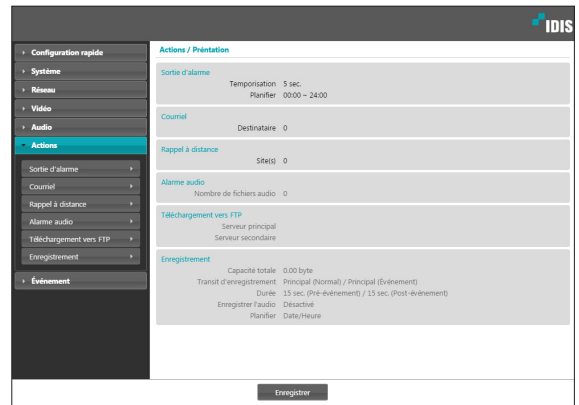 IDIS
Configuration rapide
Système
Réseau
Vidéo
Audio
Actions
Sortie d'alarme
Courriel
Rappel à distance
Alarme audio
Téléchargement vers FTP
Enregistrement
Événement
Actions / Préntation
Sortie d'alarme
Temporisation 5 sec.
Planifier 00:00 ~ 24:00
Courriel
Destinataire 0
Rappel à distance
Site(s) 0
Alarme audio
Nombre de fichiers audio 0
Téléchargement vers FTP
Serveur principal
Serveur secondaire
Enregistrement
Capacité totale 0.00 byte
Transit d'enregistrement Principal (Normal) / Principal (Événement)
Durée 15 sec. (Pré-événement) / 15 sec. (Post-événement)
Enregistrer l'audio Désactivé
Planifier Date/Heure
Enregistrer